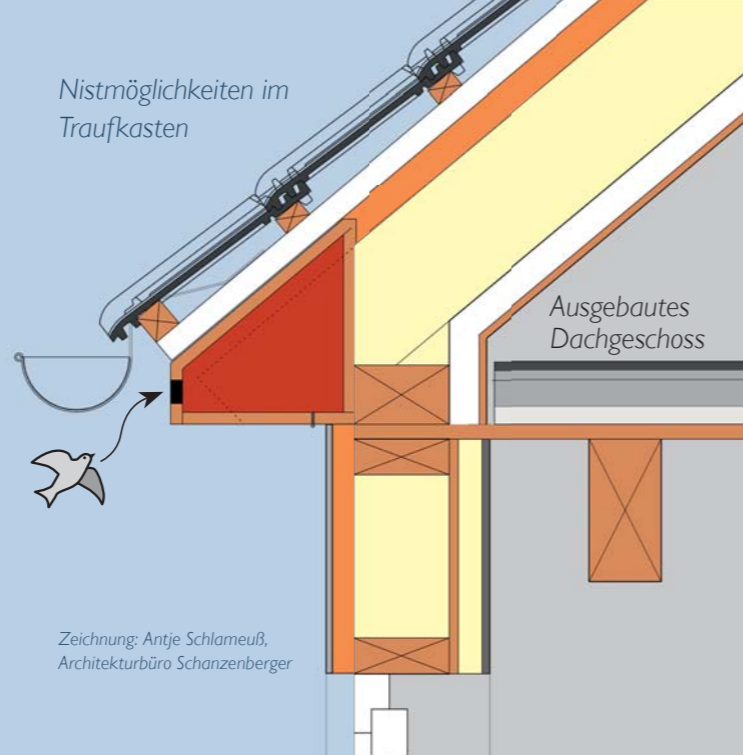 Nistmöglichkeiten im
Traufkasten
Ausgebautes
Dachgeschoss
Zeichnung: Antje Schlameuß,
Architekturbüro Schanzenberger